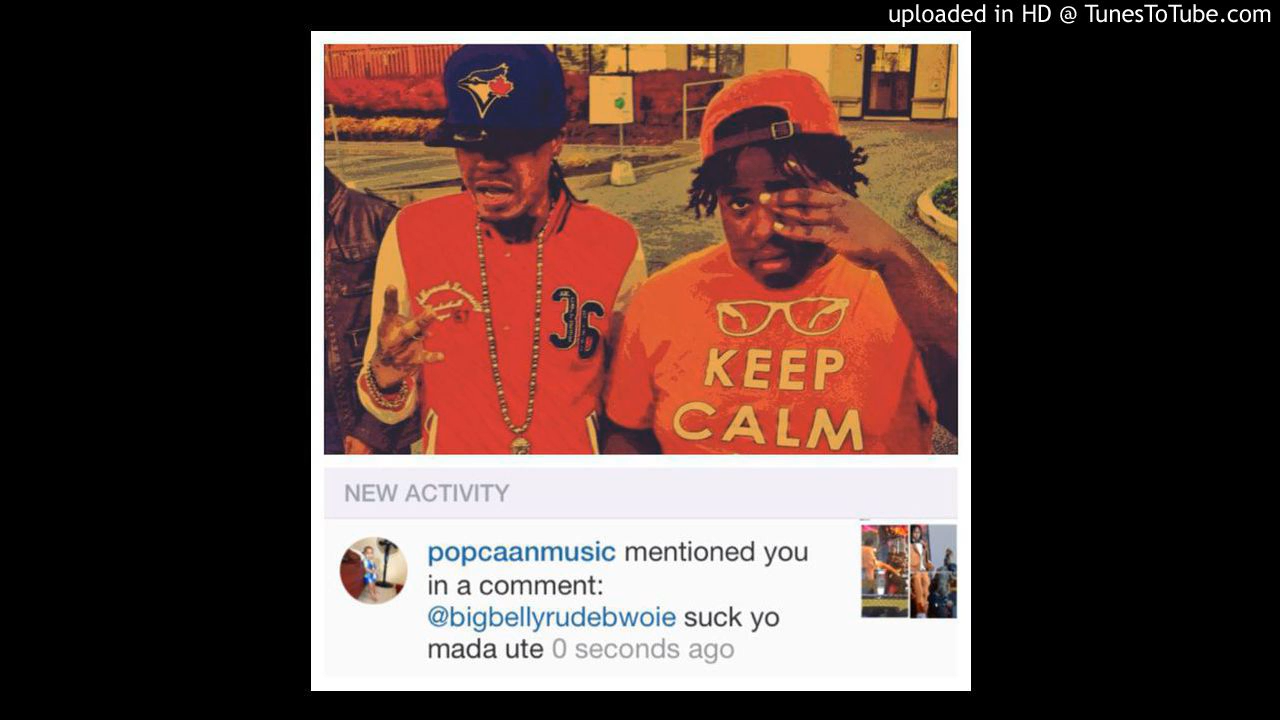 uploaded in HD @ TunesToTube.com
36
KEEP
CALM
NEW ACTIVITY
popcaanmusic mentioned you
in a comment:
@bigbellyrudebwoie suck yo
mada ute 0 seconds ago